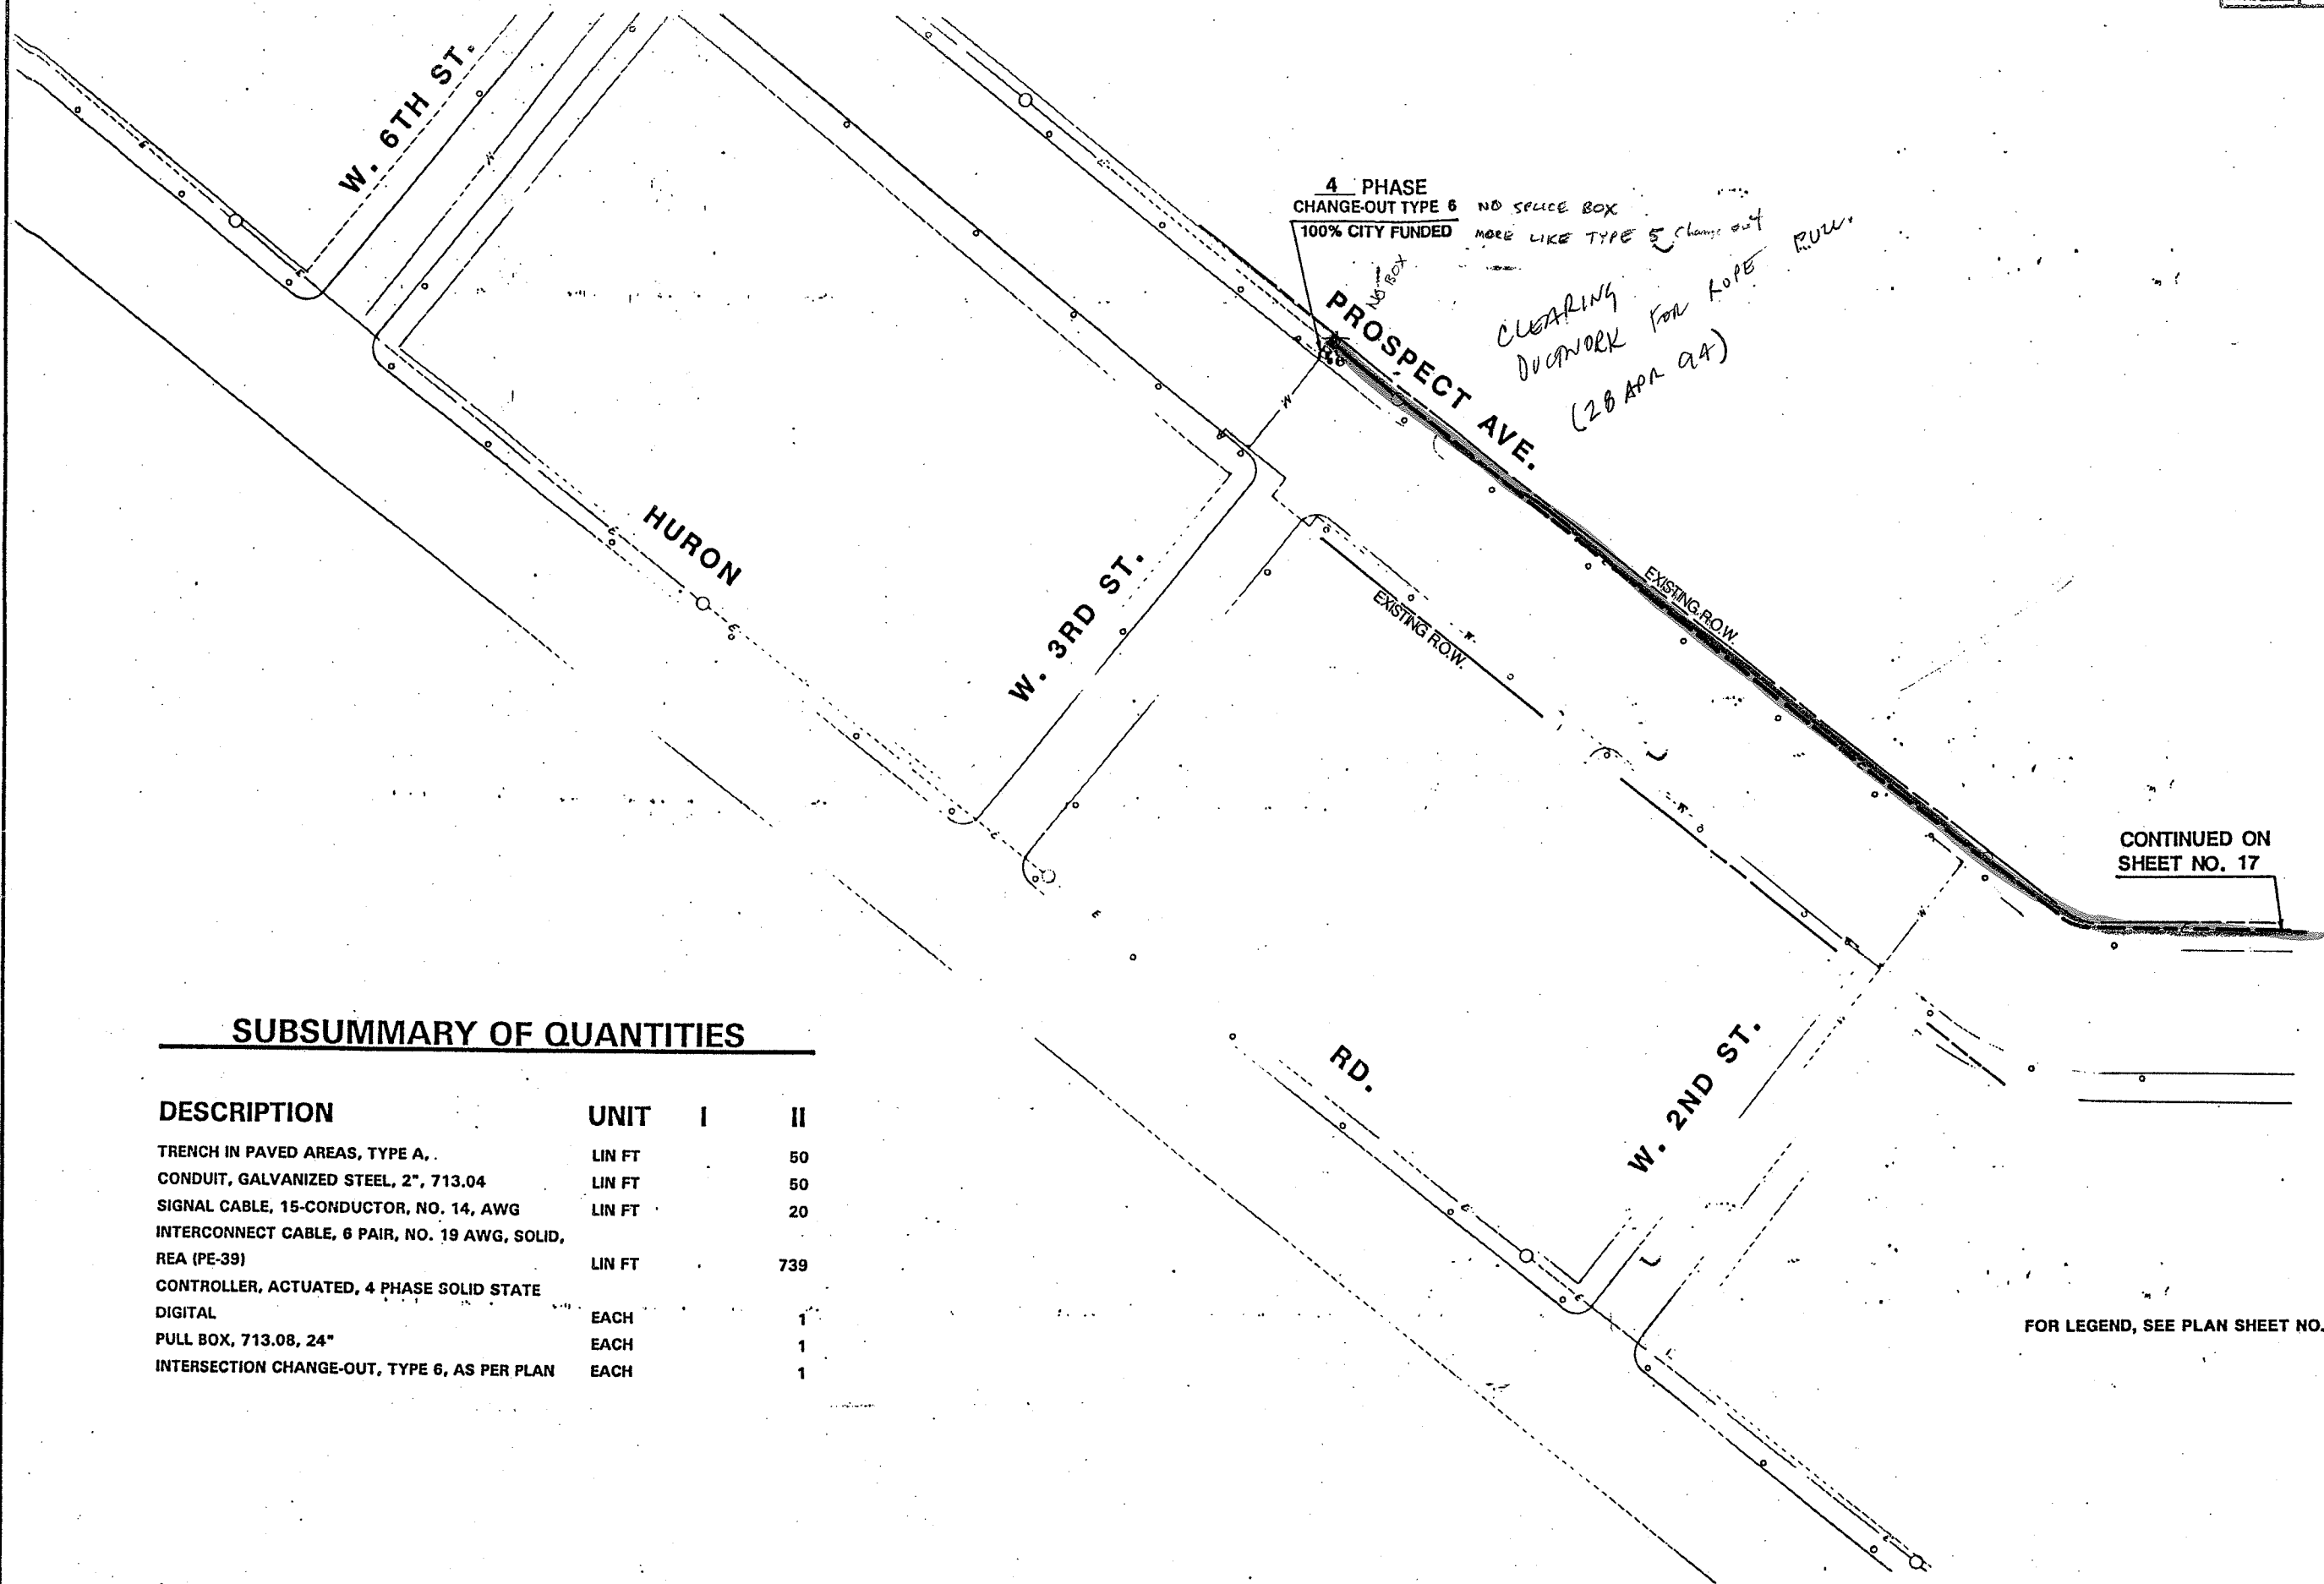 W. 6TH ST.
4 PHASE
CHANGE-OUT TYPE 6
100% CITY FUNDED
NO SPLICE BOX
MORE LIKE TYPE 5 Change out
NO BOX
CLEARING
DUCTWORK FOR ROPE PULL.
(28 APR 94)
PROSPECT AVE.
HURON
W. 3RD ST.
EXISTING R.O.W.
EXISTING R.O.W.
CONTINUED ON
SHEET NO. 17
RD.
W. 2ND ST.
SUBSUMMARY OF QUANTITIES
DESCRIPTION UNIT I II
TRENCH IN PAVED AREAS, TYPE A, LIN FT 50
CONDUIT, GALVANIZED STEEL, 2", 713.04 LIN FT 50
SIGNAL CABLE, 15-CONDUCTOR, NO. 14, AWG LIN FT 20
INTERCONNECT CABLE, 6 PAIR, NO. 19 AWG, SOLID,
REA (PE-39) LIN FT 739
CONTROLLER, ACTUATED, 4 PHASE SOLID STATE
DIGITAL EACH 1
PULL BOX, 713.08, 24" EACH 1
INTERSECTION CHANGE-OUT, TYPE 6, AS PER PLAN EACH 1
FOR LEGEND, SEE PLAN SHEET NO.